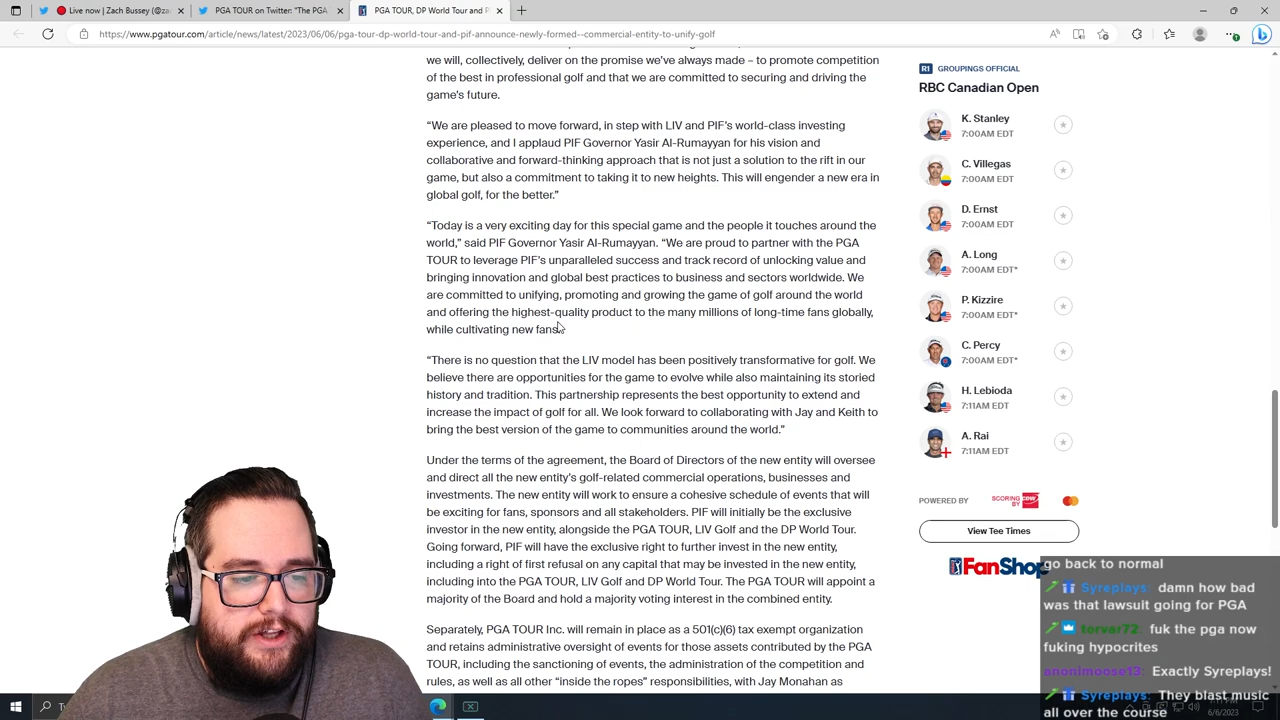 Live now | Zach Bussey (@za
PGA TOUR on Twitter: "The PGA
PGA TOUR, DP World Tour and P
https://www.pgatour.com/article/news/latest/2023/06/06/pga-tour-dp-world-tour-and-pif-announce-newly-formed--commercial-entity-to-unify-golf
we will, collectively, deliver on the promise we've always made – to promote competition
of the best in professional golf and that we are committed to securing and driving the
game's future.
“We are pleased to move forward, in step with LIV and PIF's world-class investing
experience, and I applaud PIF Governor Yasir Al-Rumayyan for his vision and
collaborative and forward-thinking approach that is not just a solution to the rift in our
game, but also a commitment to taking it to new heights. This will engender a new era in
global golf, for the better.”
“Today is a very exciting day for this special game and the people it touches around the
world,” said PIF Governor Yasir Al-Rumayyan. “We are proud to partner with the PGA
TOUR to leverage PIF's unparalleled success and track record of unlocking value and
bringing innovation and global best practices to business and sectors worldwide. We
are committed to unifying, promoting and growing the game of golf around the world
and offering the highest-quality product to the many millions of long-time fans globally,
while cultivating new fans.
“There is no question that the LIV model has been positively transformative for golf. We
believe there are opportunities for the game to evolve while also maintaining its storied
history and tradition. This partnership represents the best opportunity to extend and
increase the impact of golf for all. We look forward to collaborating with Jay and Keith to
bring the best version of the game to communities around the world.”
Under the terms of the agreement, the Board of Directors of the new entity will oversee
and direct all the new entity's golf-related commercial operations, businesses and
investments. The new entity will work to ensure a cohesive schedule of events that will
be exciting for fans, sponsors and all stakeholders. PIF will initially be the exclusive
investor in the new entity, alongside the PGA TOUR, LIV Golf and the DP World Tour.
Going forward, PIF will have the exclusive right to further invest in the new entity,
including a right of first refusal on any capital that may be invested in the new entity,
including into the PGA TOUR, LIV Golf and DP World Tour. The PGA TOUR will appoint a
majority of the Board and hold a majority voting interest in the combined entity.
Separately, PGA TOUR Inc. will remain in place as a 501(c)(6) tax exempt organization
and retains administrative oversight of events for those assets contributed by the PGA
TOUR, including the sanctioning of events, the administration of the competition and
rules, as well as all other “inside the ropes” responsibilities, with Jay Monahan as
R1 GROUPINGS OFFICIAL
RBC Canadian Open
K. Stanley
7:00AM EDT
C. Villegas
7:00AM EDT
D. Ernst
7:00AM EDT
A. Long
7:00AM EDT*
P. Kizzire
7:00AM EDT*
C. Percy
7:00AM EDT*
H. Lebioda
7:11AM EDT
A. Rai
7:11AM EDT
POWERED BY
SCORING BY CDW
View Tee Times
FanShop
go back to normal
Syreplays: damn how bad
was that lawsuit going for PGA
torvar72: fuk the pga now
fuking hypocrites
anonimoose13: Exactly Syreplays!
Syreplays: They blast music
all over the course
6/6/2023